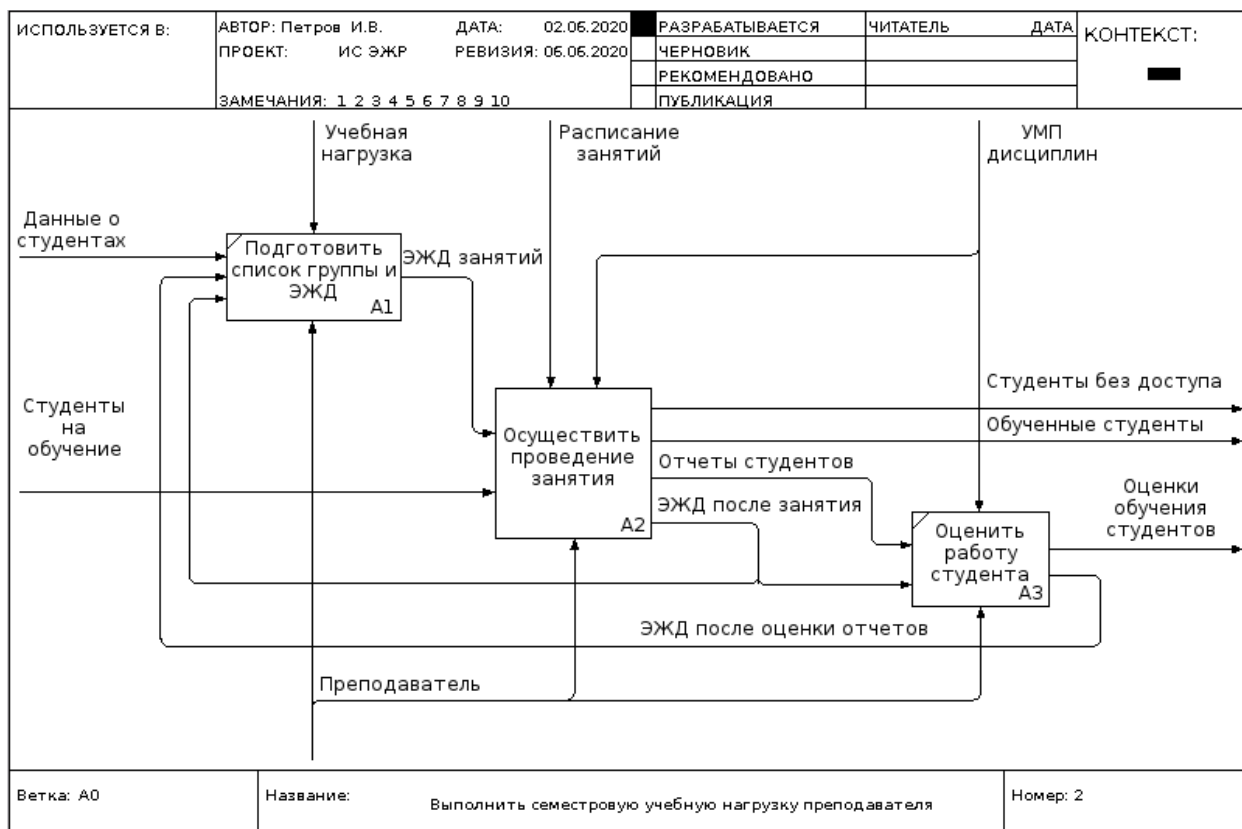 ИСПОЛЬЗУЕТСЯ В:
АВТОР: Петров И.В.
ДАТА: 02.06.2020
ПРОЕКТ: ИС ЭЖР
РЕВИЗИЯ: 06.06.2020
ЗАМЕЧАНИЯ: 1 2 3 4 5 6 7 8 9 10
РАЗРАБАТЫВАЕТСЯ
ЧЕРНОВИК
РЕКОМЕНДОВАНО
ПУБЛИКАЦИЯ
ЧИТАТЕЛЬ ДАТА
КОНТЕКСТ:
Учебная
нагрузка
Расписание
занятий
УМП
дисциплин
Данные о
студентах
Подготовить
список группы и
ЭЖД
A1
ЭЖД занятий
Студенты
на
обучение
Осуществить
проведение
занятия
A2
Студенты без доступа
Обученные студенты
Отчеты студентов
ЭЖД после занятия
Оценки
обучения
студентов
Оценить
работу
студента
A3
ЭЖД после оценки отчетов
Преподаватель
Ветка: A0
Название:
Выполнить семестровую учебную нагрузку преподавателя
Номер: 2